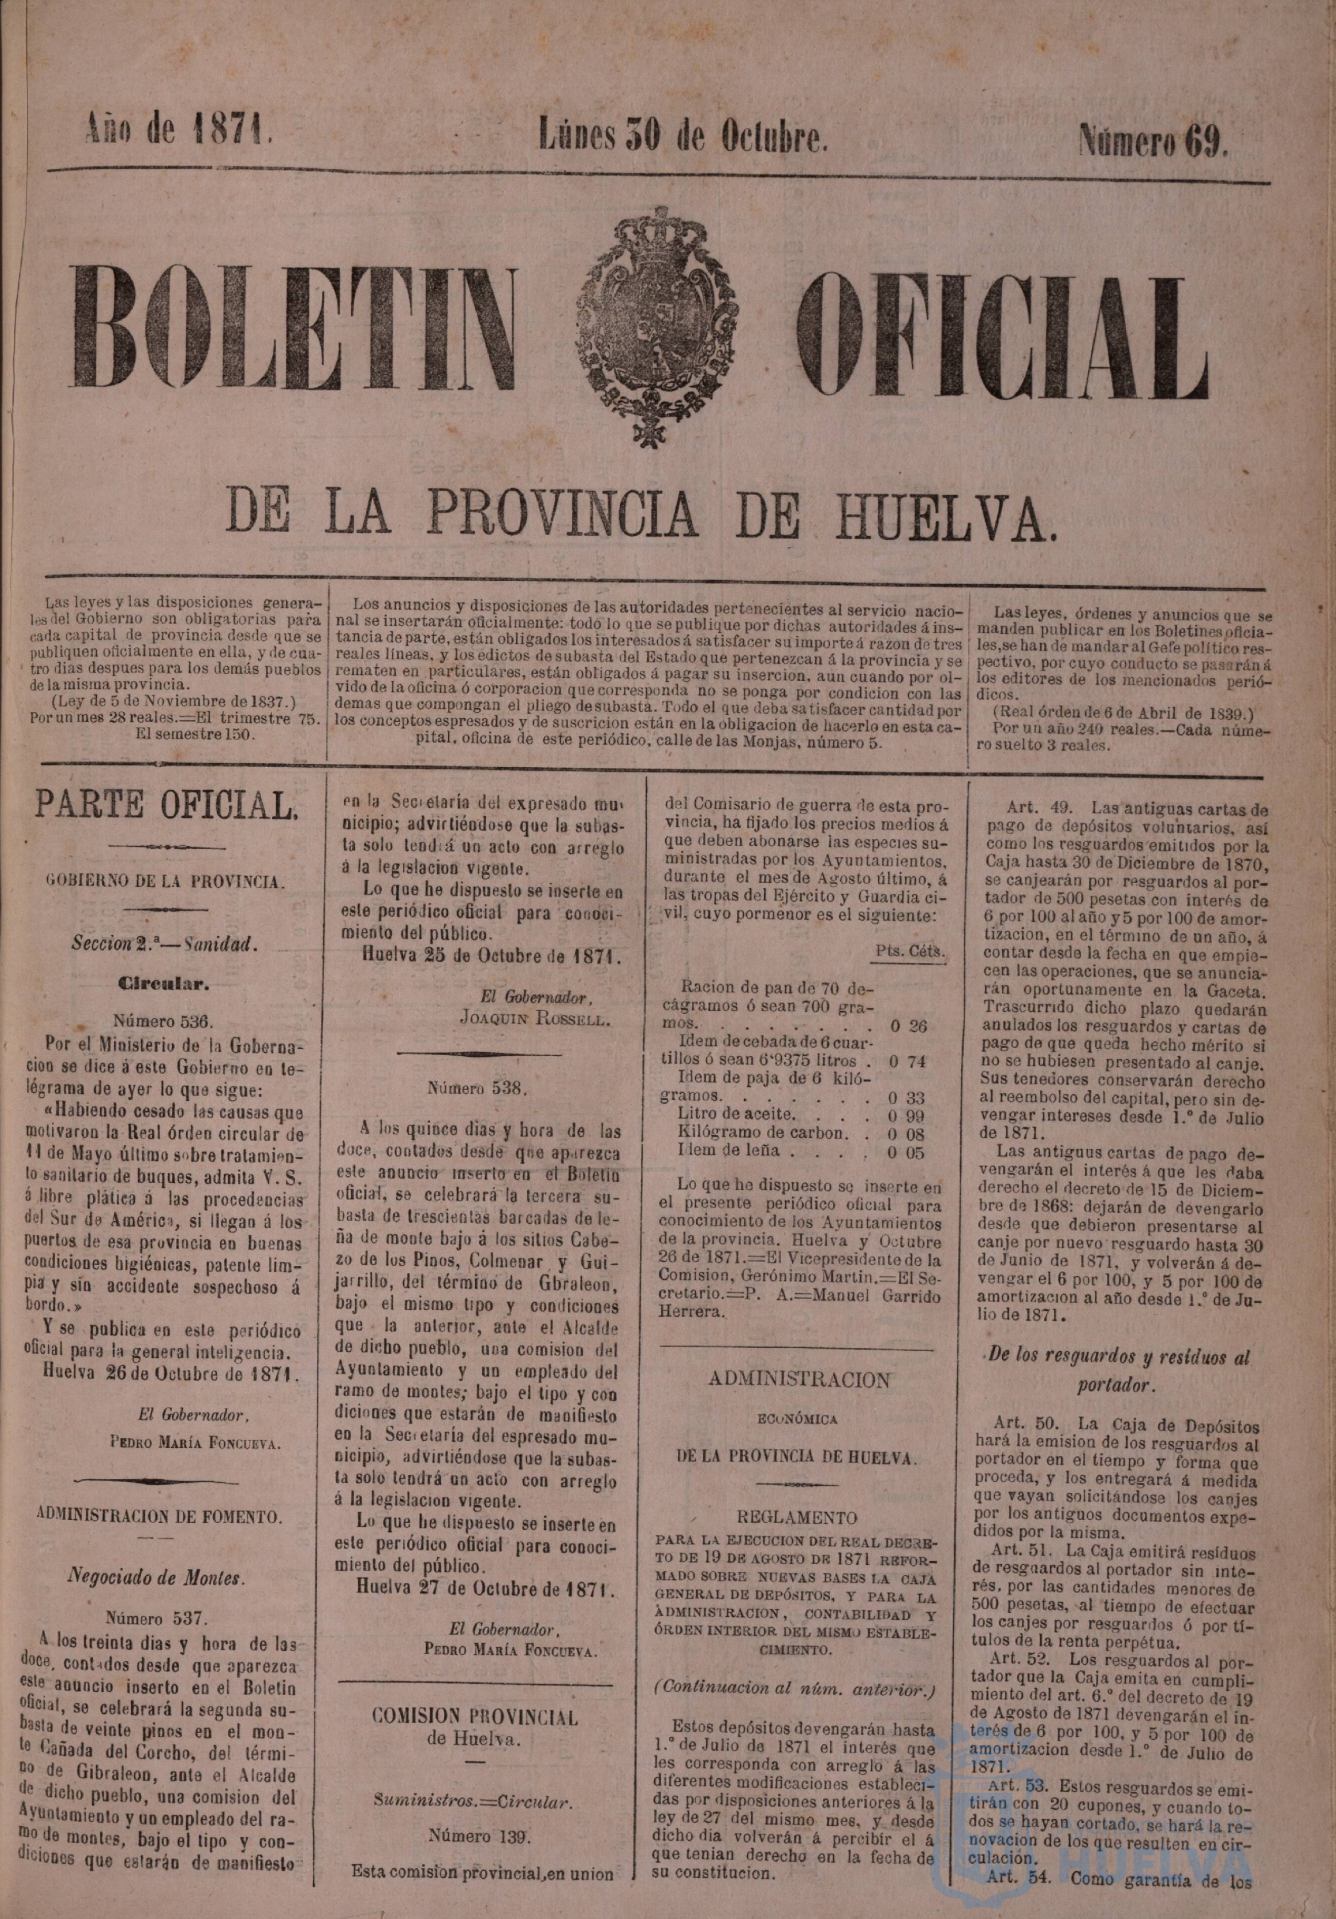 Año de 1871.
Lúnes 30 de Octubre.
Número 69.
BOLETIN OFICIAL
DE LA PROVINCIA DE HUELVA.
Las leyes y las disposiciones genera-
les del Gobierno son obligatorias para
cada capital de provincia desde que se
publiquen oficialmente en ella, y de cua-
tro dias despues para los demás pueblos
de la misma provincia.
(Ley de 5 de Noviembre de 1837.)
Por un mes 28 reales.=El trimestre 75.
El semestre 150.
Los anuncios y disposiciones de las autoridades pertenecientes al servicio nacio-
nal se insertarán oficialmente: todo lo que se publique por dichas autoridades á ins-
tancia de parte, están obligados los interesados á satisfacer su importe á razon de tres
reales líneas, y los edictos de subasta del Estado que pertenezcan á la provincia y se
rematen en particulares, están obligados á pagar su insercion, aun cuando por ol-
vido de la oficina ó corporacion que corresponda no se ponga por condicion con las
demas que compongan el pliego de subasta. Todo el que deba satisfacer cantidad por
los conceptos espresados y de suscricion están en la obligacion de hacerlo en esta ca-
pital, oficina de este periódico, calle de las Monjas, número 5.
Las leyes, órdenes y anuncios que se
manden publicar en los Boletines oficia-
les, se han de mandar al Gefe político res-
pectivo, por cuyo conducto se pasarán á
los editores de los mencionados perió-
dicos.
(Real órden de 6 de Abril de 1839.)
Por un año 240 reales.—Cada núme-
ro suelto 3 reales.
PARTE OFICIAL.
GOBIERNO DE LA PROVINCIA.
Seccion 2.ª—Sanidad.
Circular.
Número 536.
Por el Ministerio de la Goberna-
cion se dice á este Gobierno en te-
légrama de ayer lo que sigue:
«Habiendo cesado las causas que
motivaron la Real órden circular de
11 de Mayo último sobre tratamien-
to sanitario de buques, admita V. S.
á libre plática á las procedencias
del Sur de América, si llegan á los
puertos de esa provincia en buenas
condiciones higiénicas, patente lim-
pia y sin accidente sospechoso á
bordo.»
Y se publica en este periódico
oficial para la general inteligencia.
Huelva 26 de Octubre de 1871.
El Gobernador,
PEDRO MARÍA FONCUEVA.
ADMINISTRACION DE FOMENTO.
Negociado de Montes.
Número 537.
A los treinta dias y hora de las
doce, contados desde que aparezca
este anuncio inserto en el Boletin
oficial, se celebrará la segunda su-
basta de veinte pinos en el mon-
te Cañada del Corcho, del térmi-
no de Gibraleon, ante el Alcalde
de dicho pueblo, una comision del
Ayuntamiento y un empleado del ra-
mo de montes, bajo el tipo y con-
diciones que estarán de manifiesto
en la Secretaría del expresado mu-
nicipio; advirtiéndose que la subas-
ta solo tendrá un acto con arreglo
á la legislacion vigente.
Lo que he dispuesto se inserte en
este periódico oficial para conoci-
miento del público.
Huelva 25 de Octubre de 1871.
El Gobernador,
JOAQUIN ROSSELL.
Número 538.
A los quince dias y hora de las
doce, contados desde que aparezca
este anuncio inserto en el Boletin
oficial, se celebrará la tercera su-
basta de trescientas barcadas de le-
ña de monte bajo á los sitios Cabe-
zo de los Pinos, Colmenar y Gui-
jarrillo, del término de Gbraleon,
bajo el mismo tipo y condiciones
que la anterior, ante el Alcalde
de dicho pueblo, una comision del
Ayuntamiento y un empleado del
ramo de montes; bajo el tipo y con
diciones que estarán de manifiesto
en la Secretaría del espresado mu-
nicipio, advirtiéndose que la subas-
ta solo tendrá un acto con arreglo
á la legislacion vigente.
Lo que he dispuesto se inserte en
este periódico oficial para conoci-
miento del público.
Huelva 27 de Octubre de 1871.
El Gobernador,
PEDRO MARÍA FONCUEVA.
COMISION PROVINCIAL
de Huelva.
Suministros.=Circular.
Número 139.
Esta comision provincial, en union
del Comisario de guerra de esta pro-
vincia, ha fijado los precios medios á
que deben abonarse las especies su-
ministradas por los Ayuntamientos,
durante el mes de Agosto último, á
las tropas del Ejército y Guardia ci-
vil, cuyo pormenor es el siguiente:
Pts. Céts.
Racion de pan de 70 de-
cágramos ó sean 700 gra-
mos. . . . . . . . 0 26
Idem de cebada de 6 cuar-
tillos ó sean 6'9375 litros . 0 74
Idem de paja de 6 kiló-
gramos. . . . . . . 0 33
Litro de aceite. . . . 0 99
Kilógramo de carbon. . 0 08
Idem de leña . . . . 0 05
Lo que he dispuesto se inserte en
el presente periódico oficial para
conocimiento de los Ayuntamientos
de la provincia. Huelva y Octubre
26 de 1871.=El Vicepresidente de la
Comision, Gerónimo Martin.=El Se-
cretario.=P. A.=Manuel Garrido
Herrera.
ADMINISTRACION
ECONÓMICA
DE LA PROVINCIA DE HUELVA.
REGLAMENTO
PARA LA EJECUCION DEL REAL DECRE-
TO DE 19 DE AGOSTO DE 1871 REFOR-
MADO SOBRE NUEVAS BASES LA CAJA
GENERAL DE DEPÓSITOS, Y PARA LA
ADMINISTRACION, CONTABILIDAD Y
ÓRDEN INTERIOR DEL MISMO ESTABLE-
CIMIENTO.
(Continuacion al núm. anterior.)
Estos depósitos devengarán hasta
1.º de Julio de 1871 el interés que
les corresponda con arreglo á las
diferentes modificaciones estableci-
das por disposiciones anteriores á la
ley de 27 del mismo mes, y desde
dicho dia volverán á percibir el á
que tenian derecho en la fecha de
su constitucion.
Art. 49. Las antiguas cartas de
pago de depósitos voluntarios, así
como los resguardos emitidos por la
Caja hasta 30 de Diciembre de 1870,
se canjearán por resguardos al por-
tador de 500 pesetas con interés de
6 por 100 al año y 5 por 100 de amor-
tizacion, en el término de un año, á
contar desde la fecha en que empie-
cen las operaciones, que se anuncia-
rán oportunamente en la Gaceta.
Trascurrido dicho plazo quedarán
anulados los resguardos y cartas de
pago de que queda hecho mérito si
no se hubiesen presentado al canje.
Sus tenedores conservarán derecho
al reembolso del capital, pero sin de-
vengar intereses desde 1.º de Julio
de 1871.
Las antiguas cartas de pago de-
vengarán el interés á que les daba
derecho el decreto de 15 de Diciem-
bre de 1868: dejarán de devengarlo
desde que debieron presentarse al
canje por nuevo resguardo hasta 30
de Junio de 1871, y volverán á de-
vengar el 6 por 100, y 5 por 100 de
amortizacion al año desde 1.º de Ju-
lio de 1871.
De los resguardos y residuos al
portador.
Art. 50. La Caja de Depósitos
hará la emision de los resguardos al
portador en el tiempo y forma que
proceda, y los entregará á medida
que vayan solicitándose los canjes
por los antiguos documentos expe-
didos por la misma.
Art. 51. La Caja emitirá resíduos
de resguardos al portador sin inte-
rés, por las cantidades menores de
500 pesetas, al tiempo de efectuar
los canjes por resguardos ó por tí-
tulos de la renta perpétua.
Art. 52. Los resguardos al por-
tador que la Caja emita en cumpli-
miento del art. 6.º del decreto de 19
de Agosto de 1871 devengarán el in-
terés de 6 por 100, y 5 por 100 de
amortizacion desde 1.º de Julio de
1871.
Art. 53. Estos resguardos se emi-
tirán con 20 cupones, y cuando to-
dos se hayan cortado, se hará la re-
novacion de los que resulten en cir-
culacion.
Art. 54. Como garantía de los
HUELVA